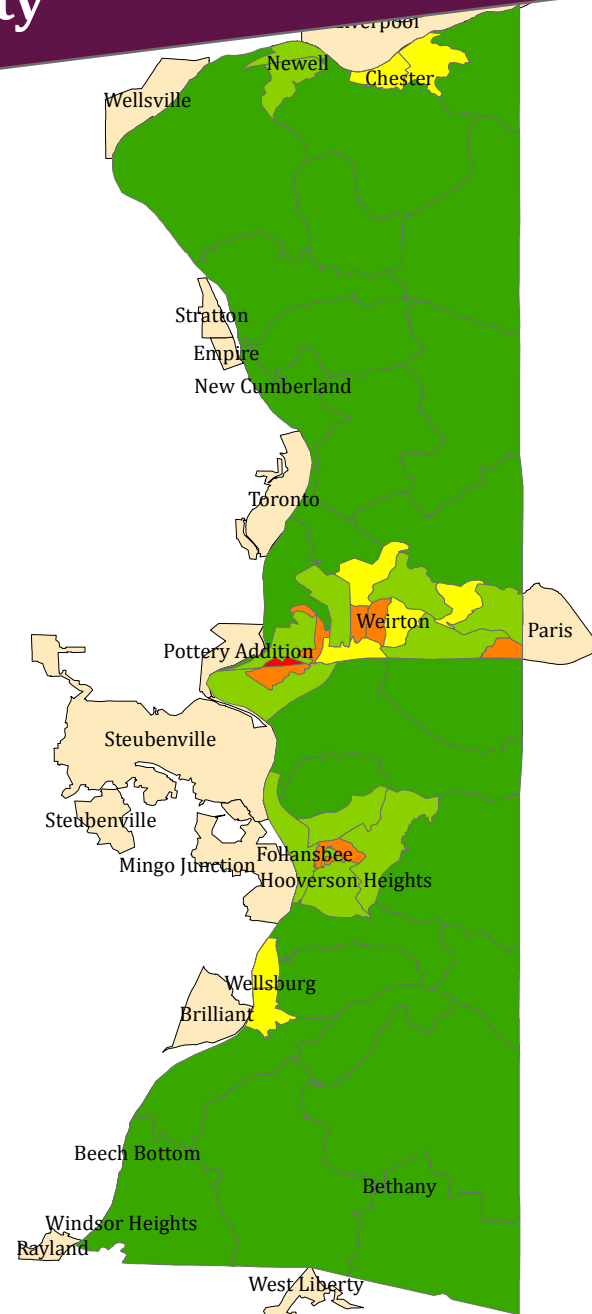 Newell
Chester
Wellsville
Stratton
Empire
New Cumberland
Toronto
Weirton
Paris
Pottery Addition
Steubenville
Steubenville
Follansbee
Mingo Junction
Hooverson Heights
Wellsburg
Brilliant
Beech Bottom
Bethany
Windsor Heights
Rayland
West Liberty